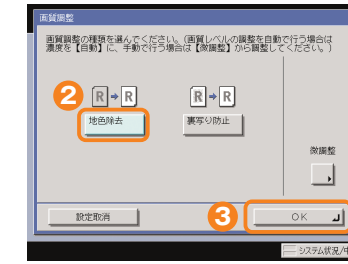 画質調整
画質調整の種類を選んでください。(画質レベルの調整を自動で行う場合は
濃度を【自動】に、手動で行う場合は【微調整】から調整してください。)
2
R R
R R
地色除去
裏写り防止
微調整
設定取消
3
OK
システム状況/中